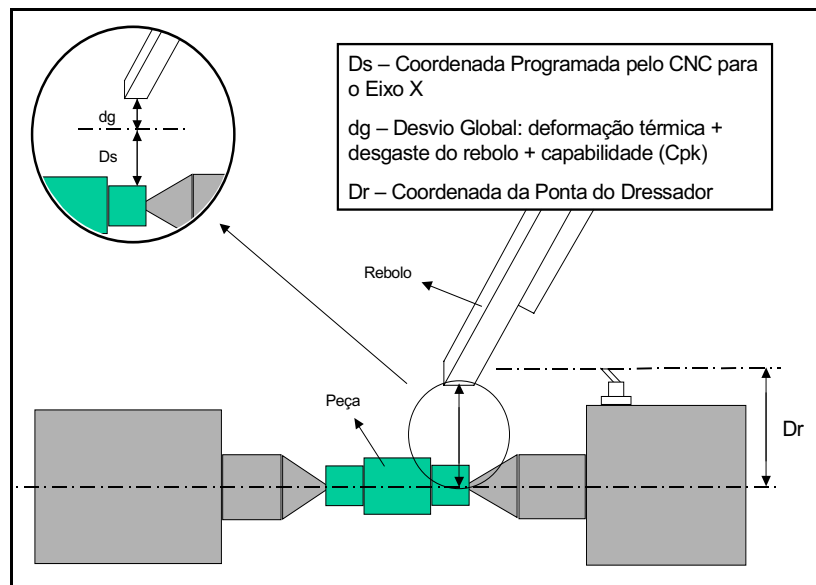 Ds – Coordenada Programada pelo CNC para
o Eixo X
dg – Desvio Global: deformação térmica +
desgaste do rebolo + capabilidade (Cpk)
Dr – Coordenada da Ponta do Dressador
dg
Ds
Rebolo
Peça
Dr